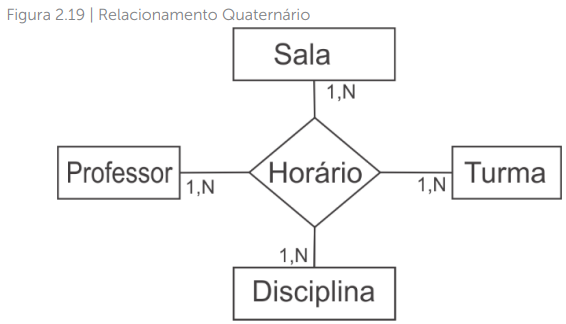 Figura 2.19 | Relacionamento Quaternário
Sala
1,N
Professor
1,N
Horário
1,N
Turma
1,N
Disciplina